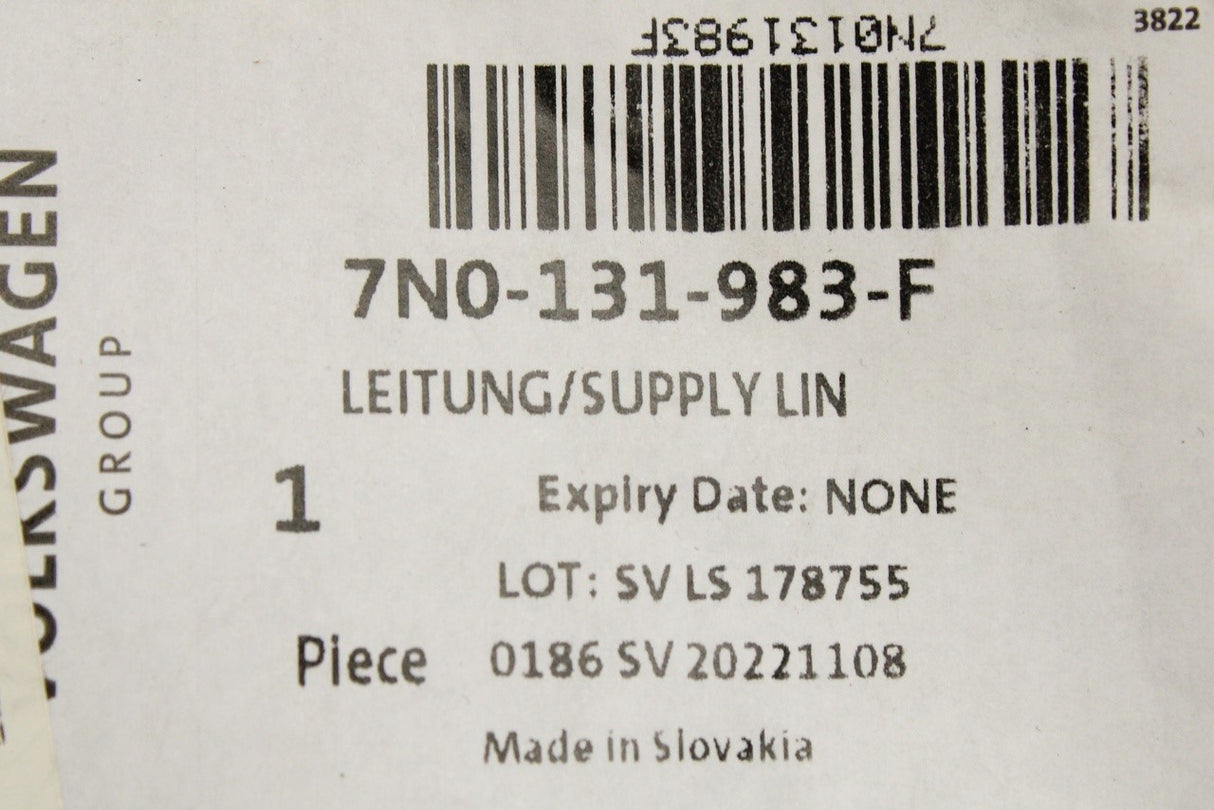 3822
7N0131983F
7N0-131-983-F
LEITUNG/SUPPLY LIN
1
Expiry Date: NONE
LOT: SV LS 178755
Piece
0186 SV 20221108
Made in Slovakia
VOLKSWAGEN
GROUP